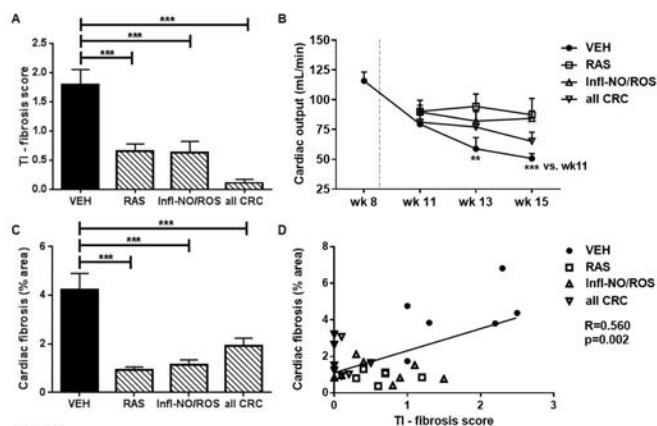 A
***
***
***
TI - fibrosis score
2.5
2.0
1.5
1.0
0.5
0.0
VEH RAS Infl-NO/ROS all CRC
B
Cardiac output (mL/min)
150
125
100
75
50
25
**
*** vs. wk11
wk 8 wk 11 wk 13 wk 15
VEH
RAS
Infl-NO/ROS
all CRC
C
***
***
***
Cardiac fibrosis (% area)
6
4
2
0
VEH RAS Infl-NO/ROS all CRC
D
Cardiac fibrosis (% area)
8
6
4
2
0
0 1 2 3
TI - fibrosis score
VEH
RAS
Infl-NO/ROS
all CRC
R=0.560
p=0.002